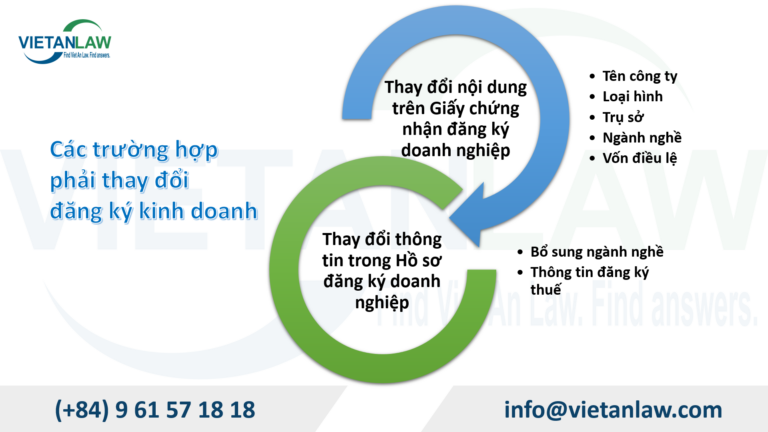 VIETANLAW
Find Viet An Law. Find answers.
Các trường hợp
phải thay đổi
đăng ký kinh doanh
Thay đổi nội dung
trên Giấy chứng
nhận đăng ký
doanh nghiệp
• Tên công ty
• Loại hình
• Trụ sở
• Ngành nghề
• Vốn điều lệ
Thay đổi thông
tin trong Hồ sơ
đăng ký doanh
nghiệp
• Bổ sung ngành nghề
• Thông tin đăng ký
thuế
VIETANLAW
Find Viet An Law. Find answers.
(+84) 9 61 57 18 18
info@vietanlaw.com